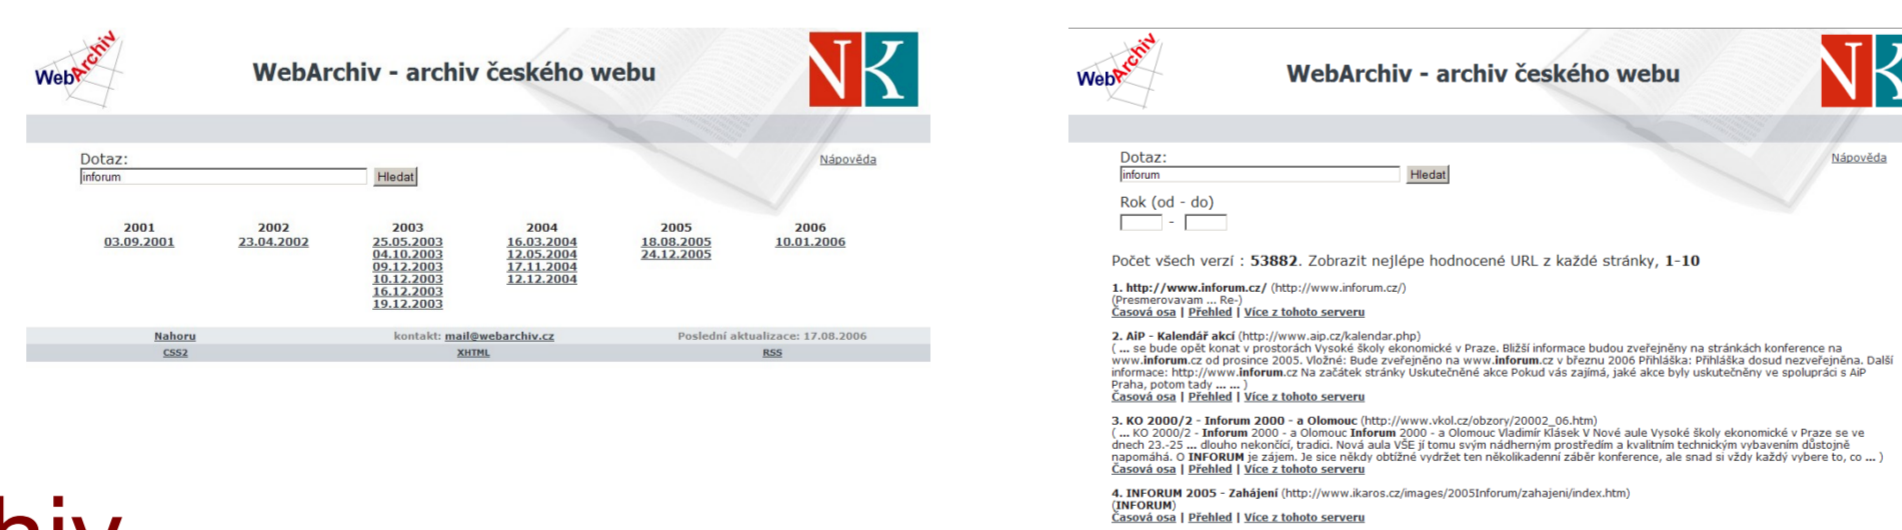 WebArchiv
WebArchiv - archiv českého webu
NK
Dotaz:
Nápověda
inforum
Hledat
2001 2002 2003 2004 2005 2006
03.09.2001 23.04.2002 25.05.2003 16.03.2004 18.08.2005 10.01.2006
04.10.2003 12.05.2004 24.12.2005
09.12.2003 17.11.2004
10.12.2003 12.12.2004
16.12.2003
19.12.2003
Nahoru kontakt: mail@webarchiv.cz Poslední aktualizace: 17.08.2006
CSS2 XHTML RSS
WebArchiv
WebArchiv - archiv českého webu
NK
Dotaz:
Nápověda
inforum
Hledat
Rok (od - do)
-
Počet všech verzí : 53882. Zobrazit nejlépe hodnocené URL z každé stránky, 1-10
1. http://www.inforum.cz/ (http://www.inforum.cz/)
(Presmerovavam ... Re-)
Časová osa | Přehled | Více z tohoto serveru
2. AiP - Kalendář akcí (http://www.aip.cz/kalendar.php)
( ... se bude opět konat v prostorách Vysoké školy ekonomické v Praze. Bližší informace budou zveřejněny na stránkách konference na
www.inforum.cz od prosince 2005. Vložné: Bude zveřejněno na www.inforum.cz v březnu 2006 Přihláška: Přihláška dosud nezveřejněna. Další
informace: http://www.inforum.cz Na začátek stránky Uskutečněné akce Pokud vás zajímá, jaké akce byly uskutečněny ve spolupráci s AiP
Praha, potom tady ... ... )
Časová osa | Přehled | Více z tohoto serveru
3. KO 2000/2 - Inforum 2000 - a Olomouc (http://www.vkol.cz/obzory/20002_06.htm)
( ... KO 2000/2 - Inforum 2000 - a Olomouc Inforum 2000 - a Olomouc Vladimír Klásek V Nové aule Vysoké školy ekonomické v Praze se ve
dnech 23.-25 ... dlouho nekončící, tradici. Nová aula VŠE jí tomu svým nádherným prostředím a kvalitním technickým vybavením důstojně
napomáhá. O INFORUM je zájem. Je sice někdy obtížné vydržet ten několikadenní záběr konference, ale snad si vždy každý vybere to, co ... )
Časová osa | Přehled | Více z tohoto serveru
4. INFORUM 2005 - Zahájení (http://www.ikaros.cz/images/2005Inforum/zahajeni/index.htm)
(INFORUM)
Časová osa | Přehled | Více z tohoto serveru